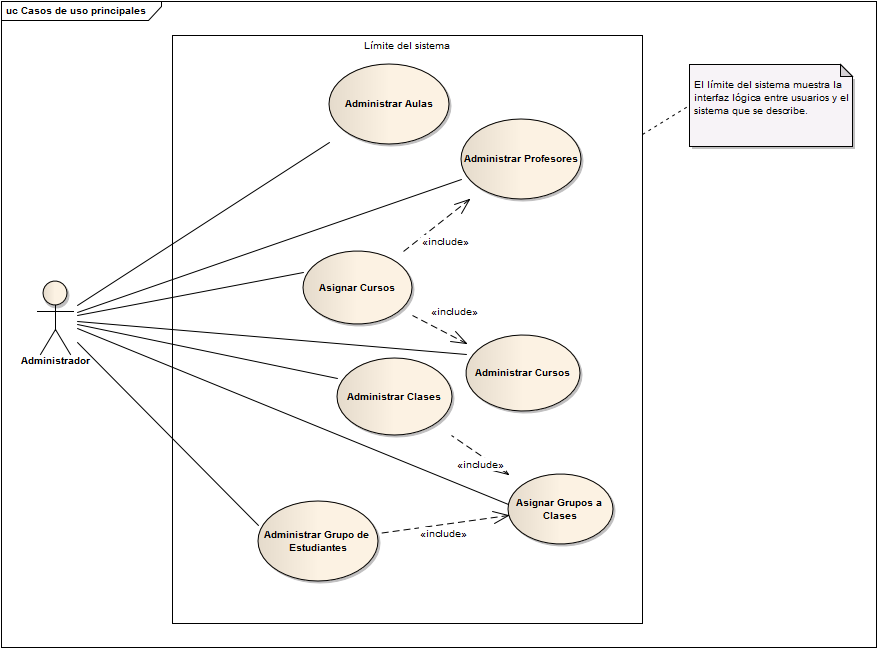 uc Casos de uso principales
Límite del sistema
Administrar Aulas
El límite del sistema muestra la
interfaz lógica entre usuarios y el
sistema que se describe.
Administrar Profesores
«include»
Asignar Cursos
«include»
Administrador
Administrar Cursos
Administrar Clases
«include»
Asignar Grupos a
Clases
Administrar Grupo de
Estudiantes
«include»